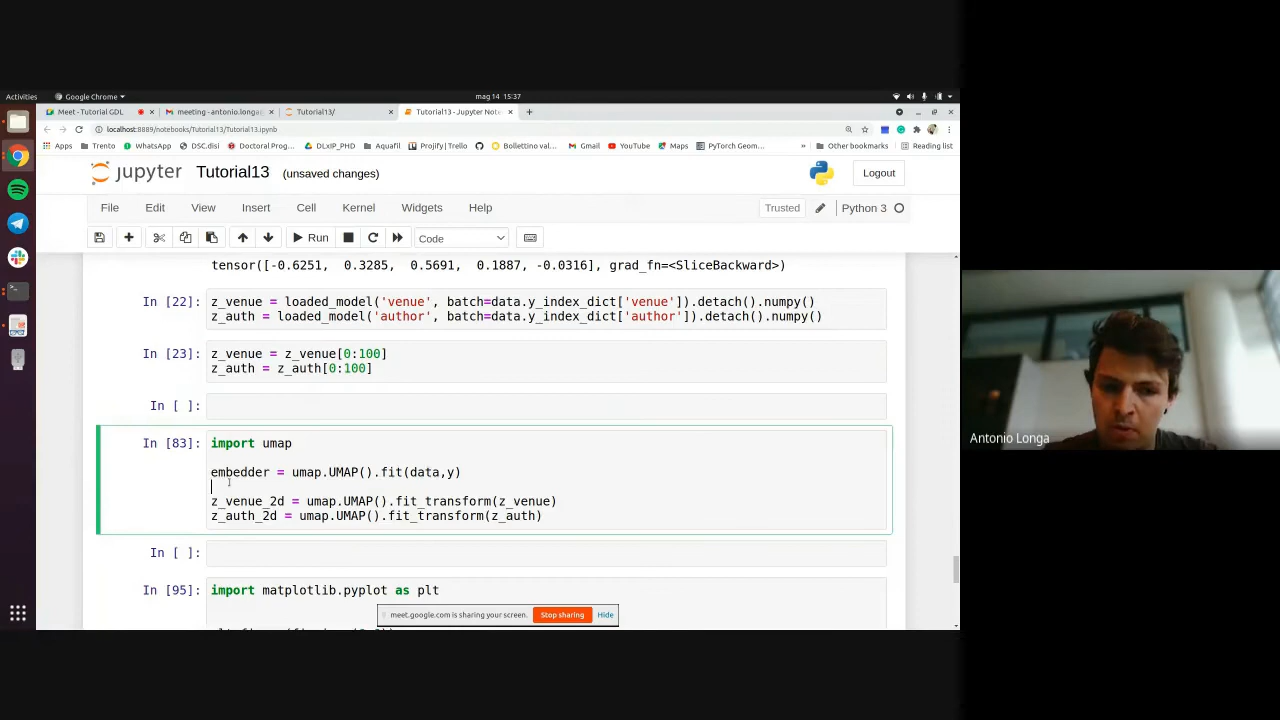 Activities
Google Chrome
mag 14 15:37
Meet - Tutorial GDL
meeting - antonio.longa
Tutorial13/
Tutorial13 - Jupyter Note
localhost:8889/notebooks/Tutorial13/Tutorial13.ipynb
Apps
Trento
WhatsApp
DSC.disi
Doctoral Prog...
DLxIP_PHD
Aquafil
Projify | Trello
Bollettino val...
Gmail
YouTube
Maps
PyTorch Geom...
Other bookmarks
Reading list
jupyter
Tutorial13
(unsaved changes)
Logout
File
Edit
View
Insert
Cell
Kernel
Widgets
Help
Trusted
Python 3
Run
Code
tensor([-0.6251, 0.3285, 0.5691, 0.1887, -0.0316], grad_fn=<SliceBackward>)
In [22]: z_venue = loaded_model('venue', batch=data.y_index_dict['venue']).detach().numpy()
z_auth = loaded_model('author', batch=data.y_index_dict['author']).detach().numpy()
In [23]: z_venue = z_venue[0:100]
z_auth = z_auth[0:100]
In [ ]:
In [83]: import umap
embedder = umap.UMAP().fit(data,y)
z_venue_2d = umap.UMAP().fit_transform(z_venue)
z_auth_2d = umap.UMAP().fit_transform(z_auth)
In [ ]:
In [95]: import matplotlib.pyplot as plt
meet.google.com is sharing your screen.
Stop sharing
Hide
Antonio Longa